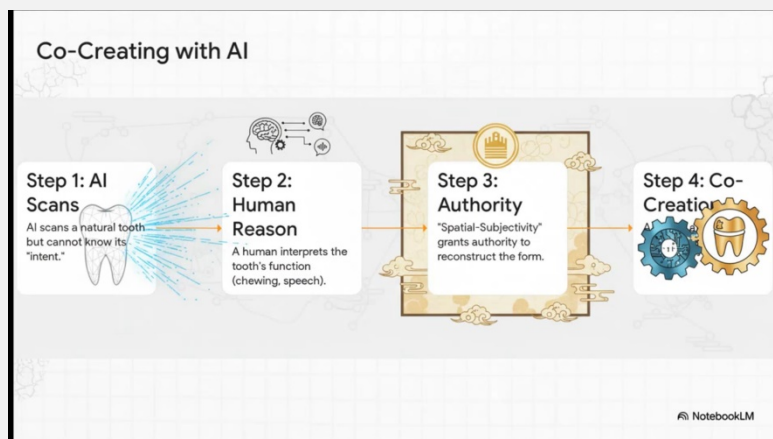 Co-Creating with AI
Step 1: AI
Scans
AI scans a natural tooth
but cannot know its
"intent."
Step 2:
Human
Reason
A human interprets the
tooth's function
(chewing, speech).
Step 3:
Authority
"Spatial-Subjectivity"
grants authority to
reconstruct the form.
Step 4: Co-
Creation
NotebookLM